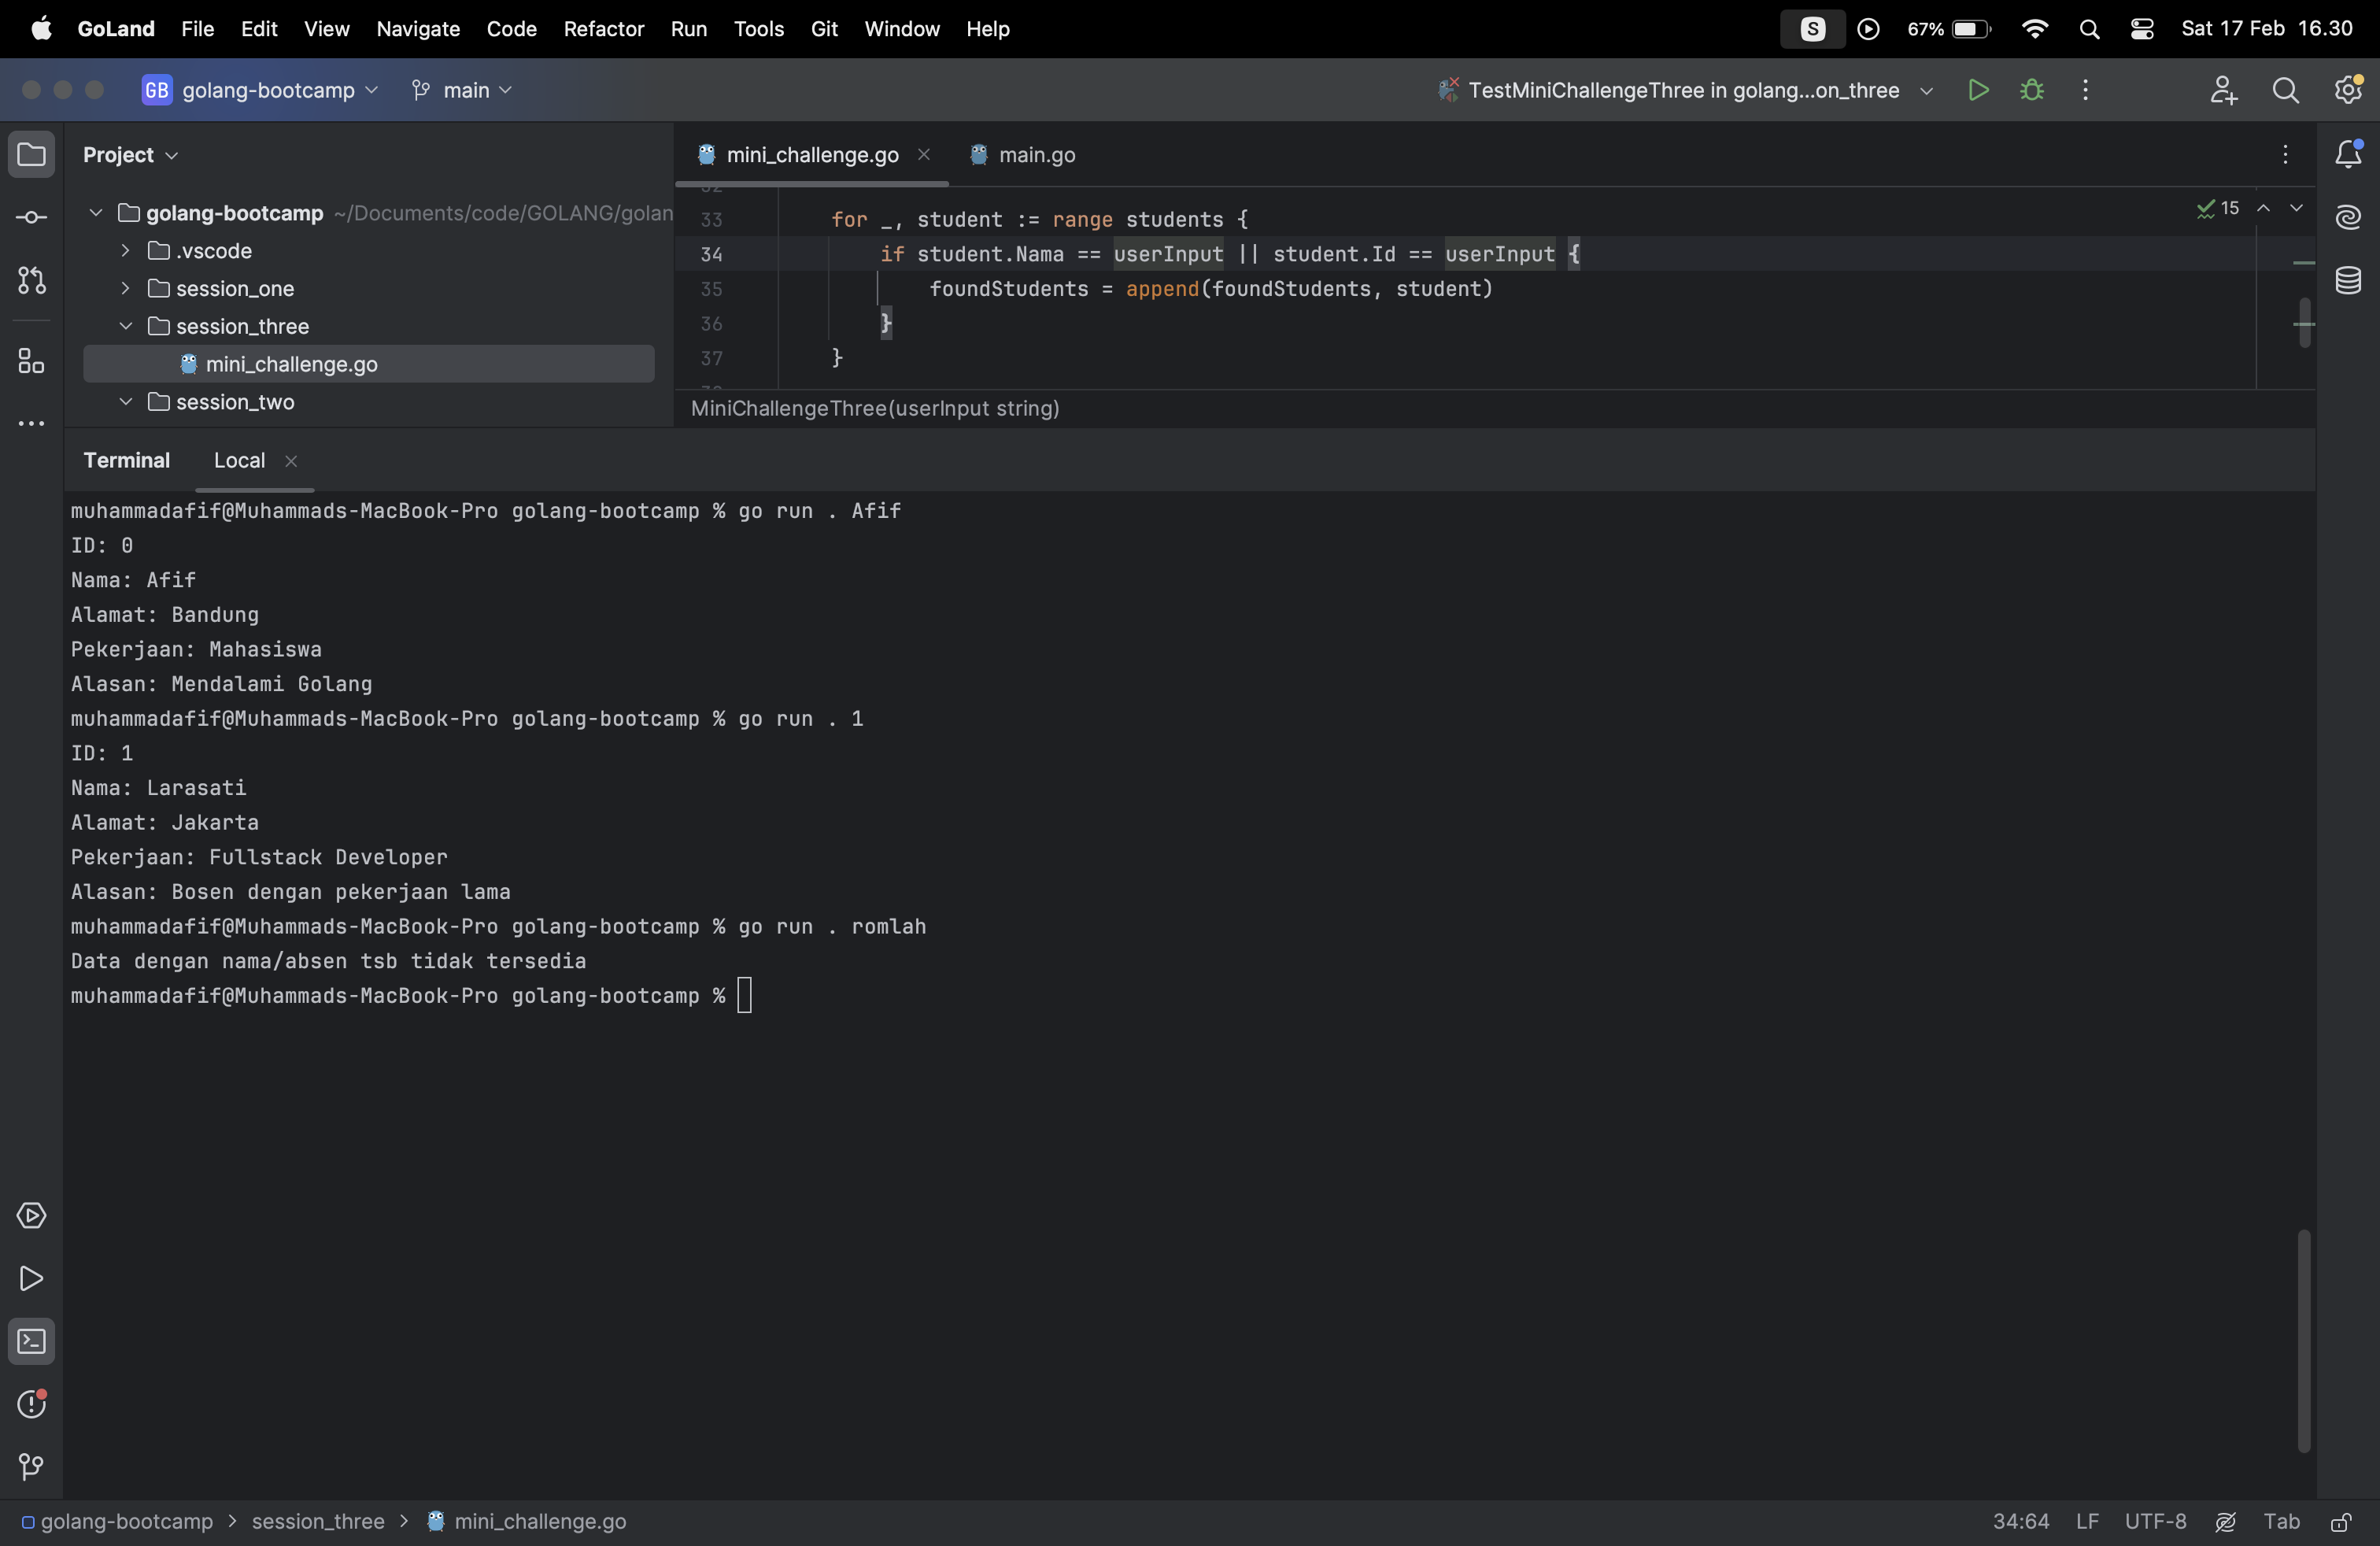 GoLand File Edit View Navigate Code Refactor Run Tools Git Window Help S 67% Sat 17 Feb 16.30
GB golang-bootcamp main TestMiniChallengeThree in golang...on_three
Project
golang-bootcamp ~/Documents/code/GOLANG/golan
.vscode
session_one
session_three
mini_challenge.go
session_two
mini_challenge.go main.go
33 for _, student := range students {
34 if student.Nama == userInput || student.Id == userInput {
35 foundStudents = append(foundStudents, student)
36 }
37 }
15
MiniChallengeThree(userInput string)
Terminal Local
muhammadafif@Muhammads-MacBook-Pro golang-bootcamp % go run . Afif
ID: 0
Nama: Afif
Alamat: Bandung
Pekerjaan: Mahasiswa
Alasan: Mendalami Golang
muhammadafif@Muhammads-MacBook-Pro golang-bootcamp % go run . 1
ID: 1
Nama: Larasati
Alamat: Jakarta
Pekerjaan: Fullstack Developer
Alasan: Bosen dengan pekerjaan lama
muhammadafif@Muhammads-MacBook-Pro golang-bootcamp % go run . romlah
Data dengan nama/absen tsb tidak tersedia
muhammadafif@Muhammads-MacBook-Pro golang-bootcamp %
golang-bootcamp > session_three > mini_challenge.go 34:64 LF UTF-8 Tab